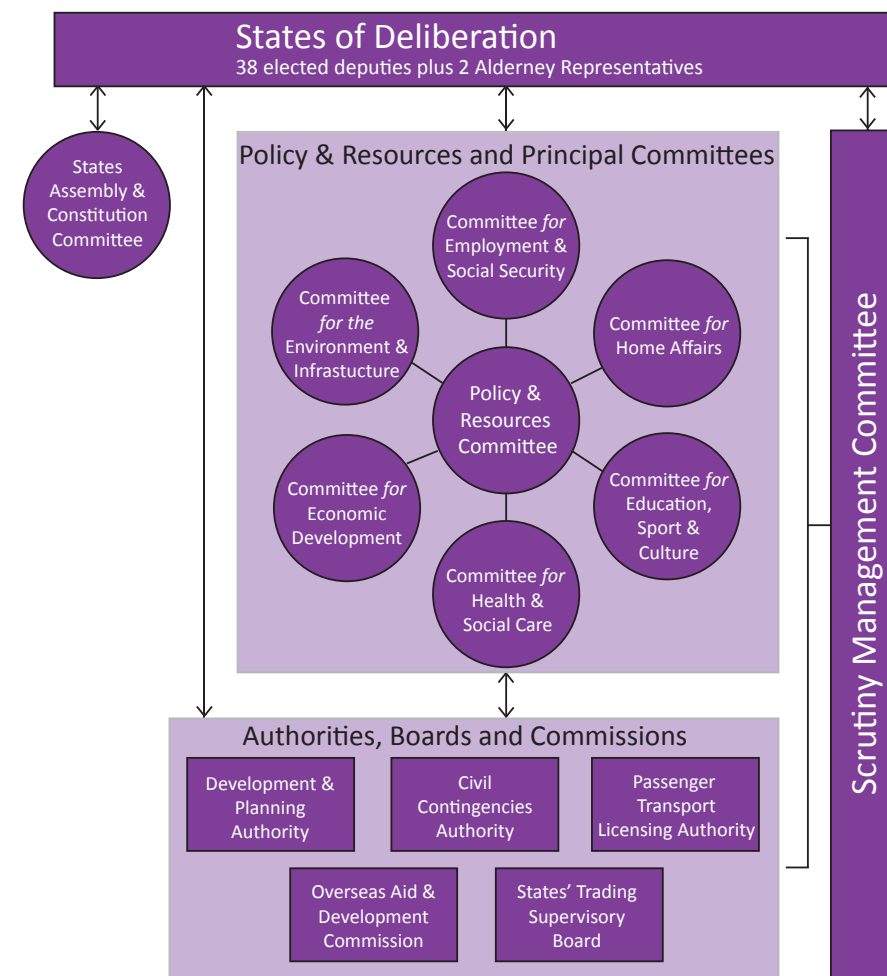 States of Deliberation
38 elected deputies plus 2 Alderney Representatives
States
Assembly &
Constitution
Committee
Policy & Resources and Principal Committees
Committee for
Employment &
Social Security
Committee
for the
Environment &
Infrastucture
Committee for
Home Affairs
Policy &
Resources
Committee
Committee for
Economic
Development
Committee for
Education,
Sport &
Culture
Committee for
Health &
Social Care
Scrutiny Management Committee
Authorities, Boards and Commissions
Development &
Planning
Authority
Civil
Contingencies
Authority
Passenger
Transport
Licensing Authority
Overseas Aid &
Development
Commission
States' Trading
Supervisory
Board